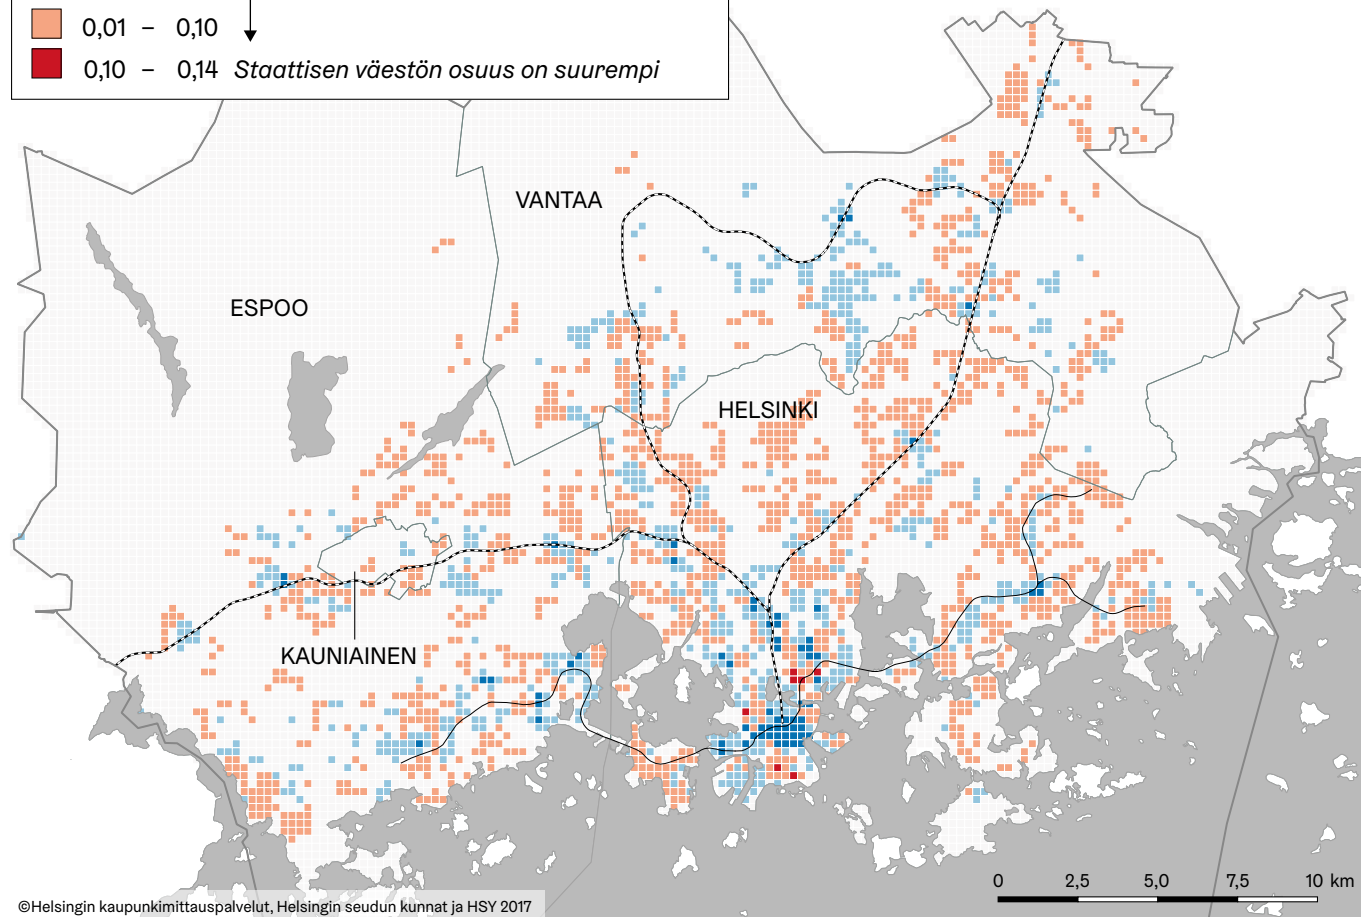 0,01 – 0,10
0,10 – 0,14 Staattisen väestön osuus on suurempi
VANTAA
ESPOO
HELSINKI
KAUNIAINEN
0 2,5 5,0 7,5 10 km
©Helsingin kaupunkimittauspalvelut, Helsingin seudun kunnat ja HSY 2017